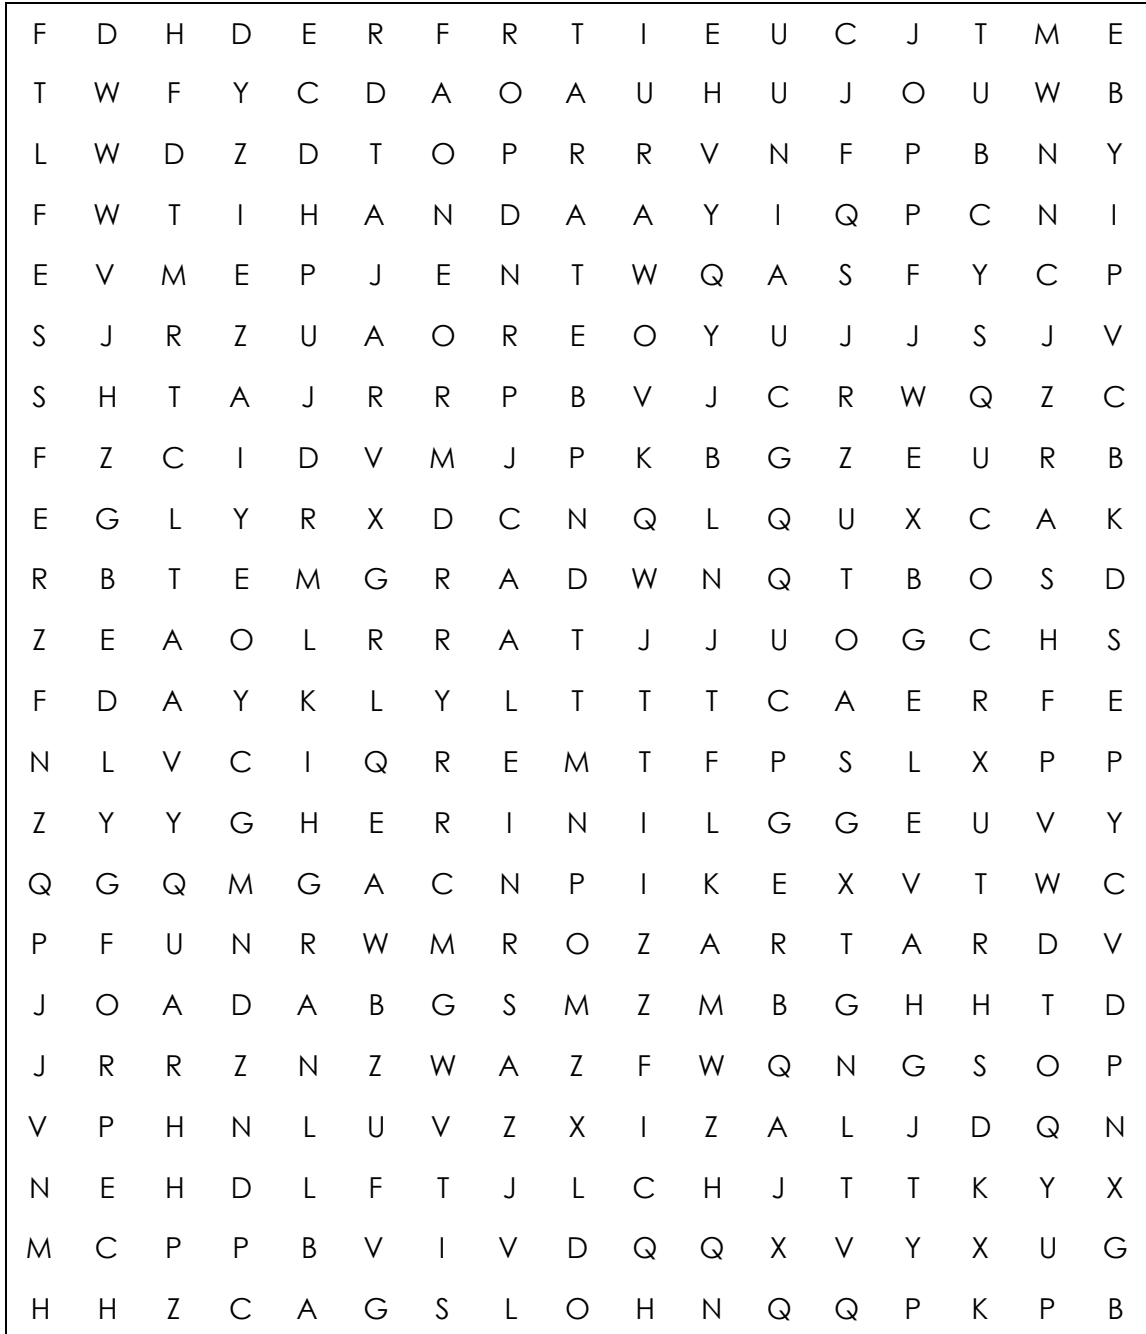 F D H D E R F R T I E U C J T M E
T W F Y C D A O A U H U J O U W B
L W D Z D T O P R R V N F P B N Y
F W T I H A N D A A Y I Q P C N I
E V M E P J E N T W Q A S F Y C P
S J R Z U A O R E O Y U J J S J V
S H T A J R R P B V J C R W Q Z C
F Z C I D V M J P K B G Z E U R B
E G L Y R X D C N Q L Q U X C A K
R B T E M G R A D W N Q T B O S D
Z E A O L R R A T J J U O G C H S
F D A Y K L Y L T T T C A E R F E
N L V C I Q R E M T F P S L X P P
Z Y Y G H E R I N I L G G E U V Y
Q G Q M G A C N P I K E X V T W C
P F U N R W M R O Z A R T A R D V
J O A D A B G S M Z M B G H H T D
J R R Z N Z W A Z F W Q N G S O P
V P H N L U V Z X I Z A L J D Q N
N E H D L F T J L C H J T T K Y X
M C P P B V I V D Q Q X V Y X U G
H H Z C A G S L O H N Q Q P K P B